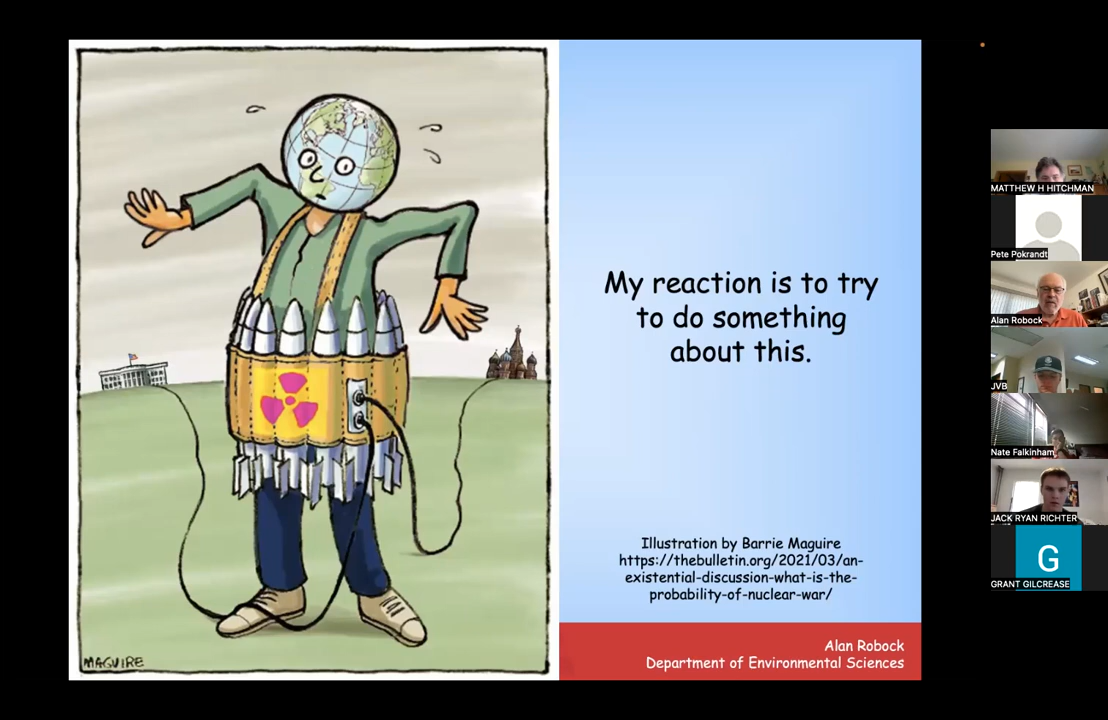 My reaction is to try
to do something
about this.
Illustration by Barrie Maguire
https://thebulletin.org/2021/03/an-
existential-discussion-what-is-the-
probability-of-nuclear-war/
Alan Robock
Department of Environmental Sciences
MAGUIRE
MATTHEW H HITCHMAN
Pete Pokrandt
Alan Robock
JVB
Nate Falkinham
JACK RYAN RICHTER
G
GRANT GILCREASE